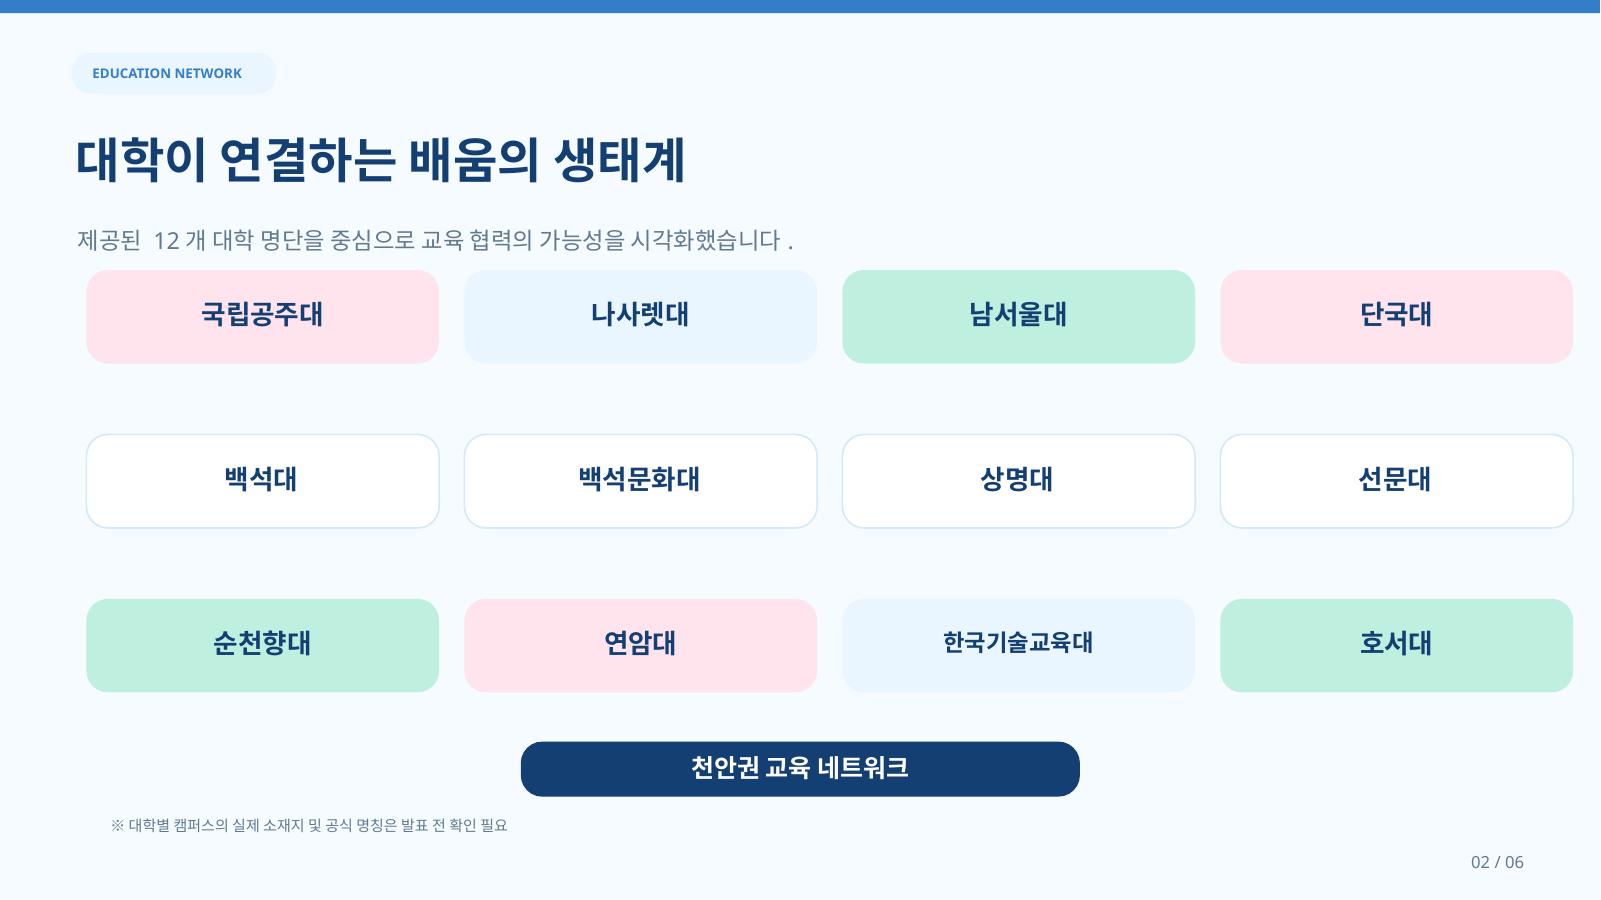 EDUCATION NETWORK
대학이 연결하는 배움의 생태계
제공된 12 개 대학 명단을 중심으로 교육 협력의 가능성을 시각화했습니다 .
국립공주대
나사렛대
남서울대
단국대
백석대
백석문화대
상명대
선문대
순천향대
연암대
한국기술교육대
호서대
천안권 교육 네트워크
※ 대학별 캠퍼스의 실제 소재지 및 공식 명칭은 발표 전 확인 필요
02 / 06